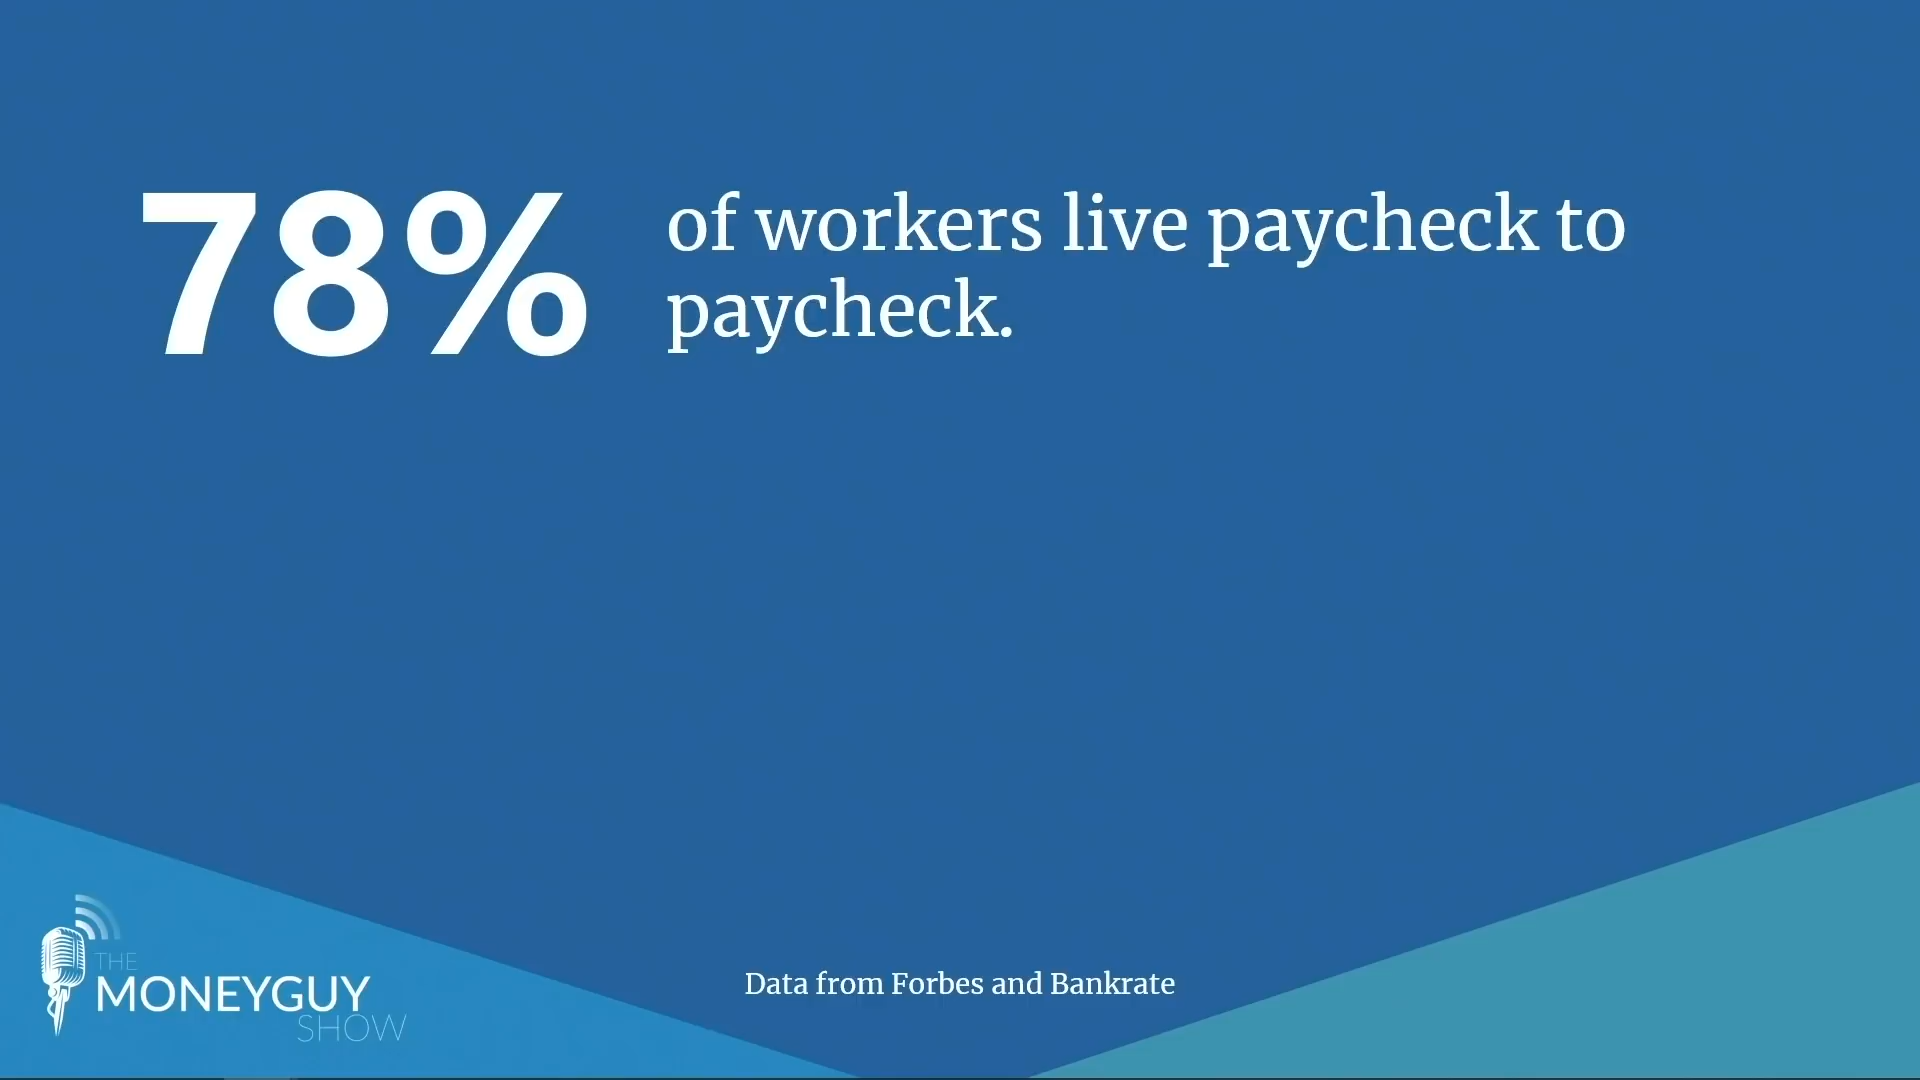 78%
of workers live paycheck to
paycheck.
THE
MONEYGUY
SHOW
Data from Forbes and Bankrate